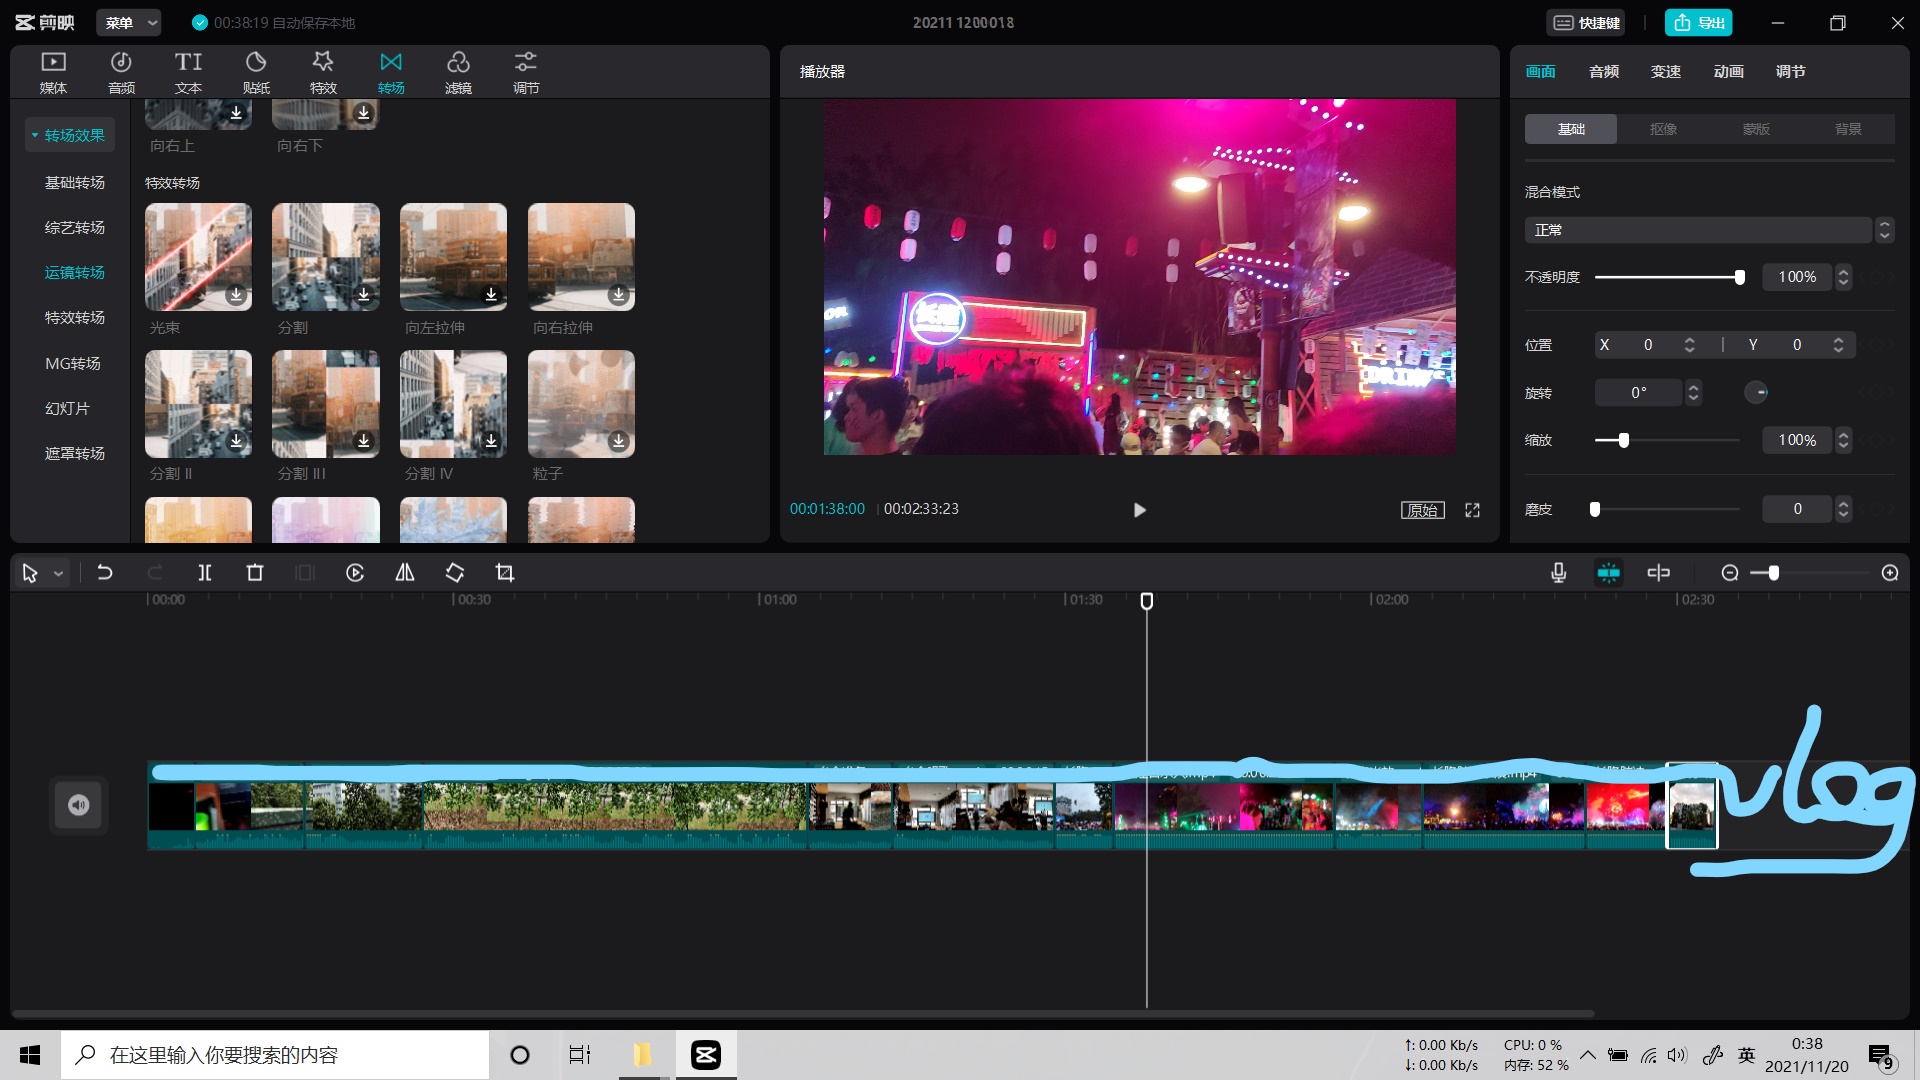 剪映
菜单
00:38:19 自动保存本地
202111200018
快捷键
导出
媒体
音频
文本
贴纸
特效
转场
滤镜
调节
转场效果
基础转场
综艺转场
运镜转场
特效转场
MG转场
幻灯片
遮罩转场
向右上
向右下
特效转场
光束
分割
向左拉伸
向右拉伸
分割 II
分割 III
分割 IV
粒子
播放器
DRINKS
00:01:38:00
00:02:33:23
原始
画面
音频
变速
动画
调节
基础
抠像
蒙版
背景
混合模式
正常
不透明度
100%
位置
X 0
Y 0
旋转
0°
缩放
100%
磨皮
0
00:00
00:30
01:00
01:30
02:00
02:30
vlog
在这里输入你要搜索的内容
↑: 0.00 Kb/s
↓: 0.00 Kb/s
CPU: 0 %
内存: 52 %
英
0:38
2021/11/20
9